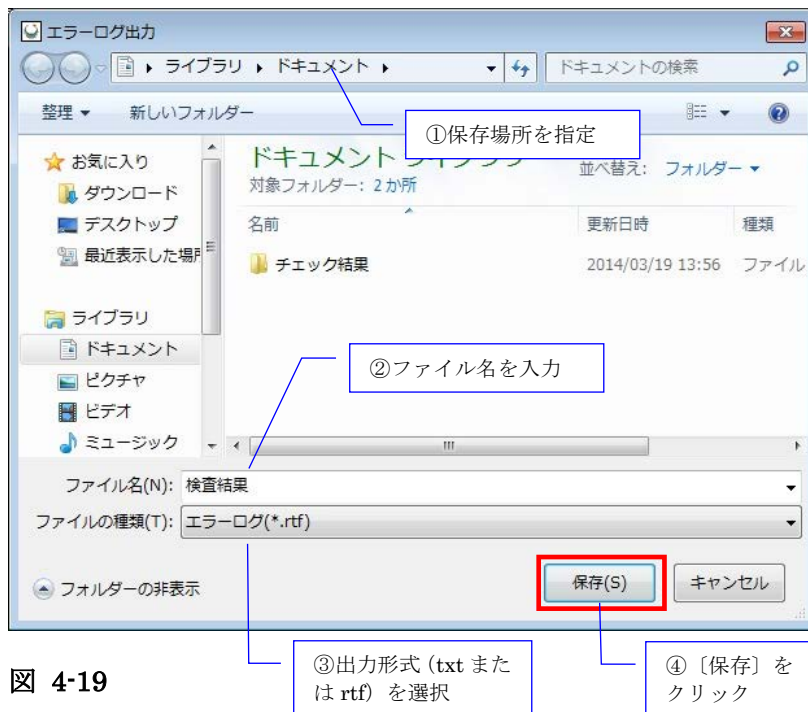 エラーログ出力
ライブラリ ▸ ドキュメント ▸
ドキュメントの検索
整理 ▼ 新しいフォルダー
①保存場所を指定
お気に入り
ダウンロード
デスクトップ
最近表示した場所
ライブラリ
ドキュメント
ピクチャ
ビデオ
ミュージック
ドキュメント ライブラリ
対象フォルダー: 2 か所
並べ替え: フォルダー ▼
名前 更新日時 種類
チェック結果 2014/03/19 13:56 ファイル
②ファイル名を入力
ファイル名(N): 検査結果
ファイルの種類(T): エラーログ(*.rtf)
フォルダーの非表示
保存(S)
キャンセル
③出力形式（txt また
は rtf）を選択
④〔保存〕を
クリック
図 4-19